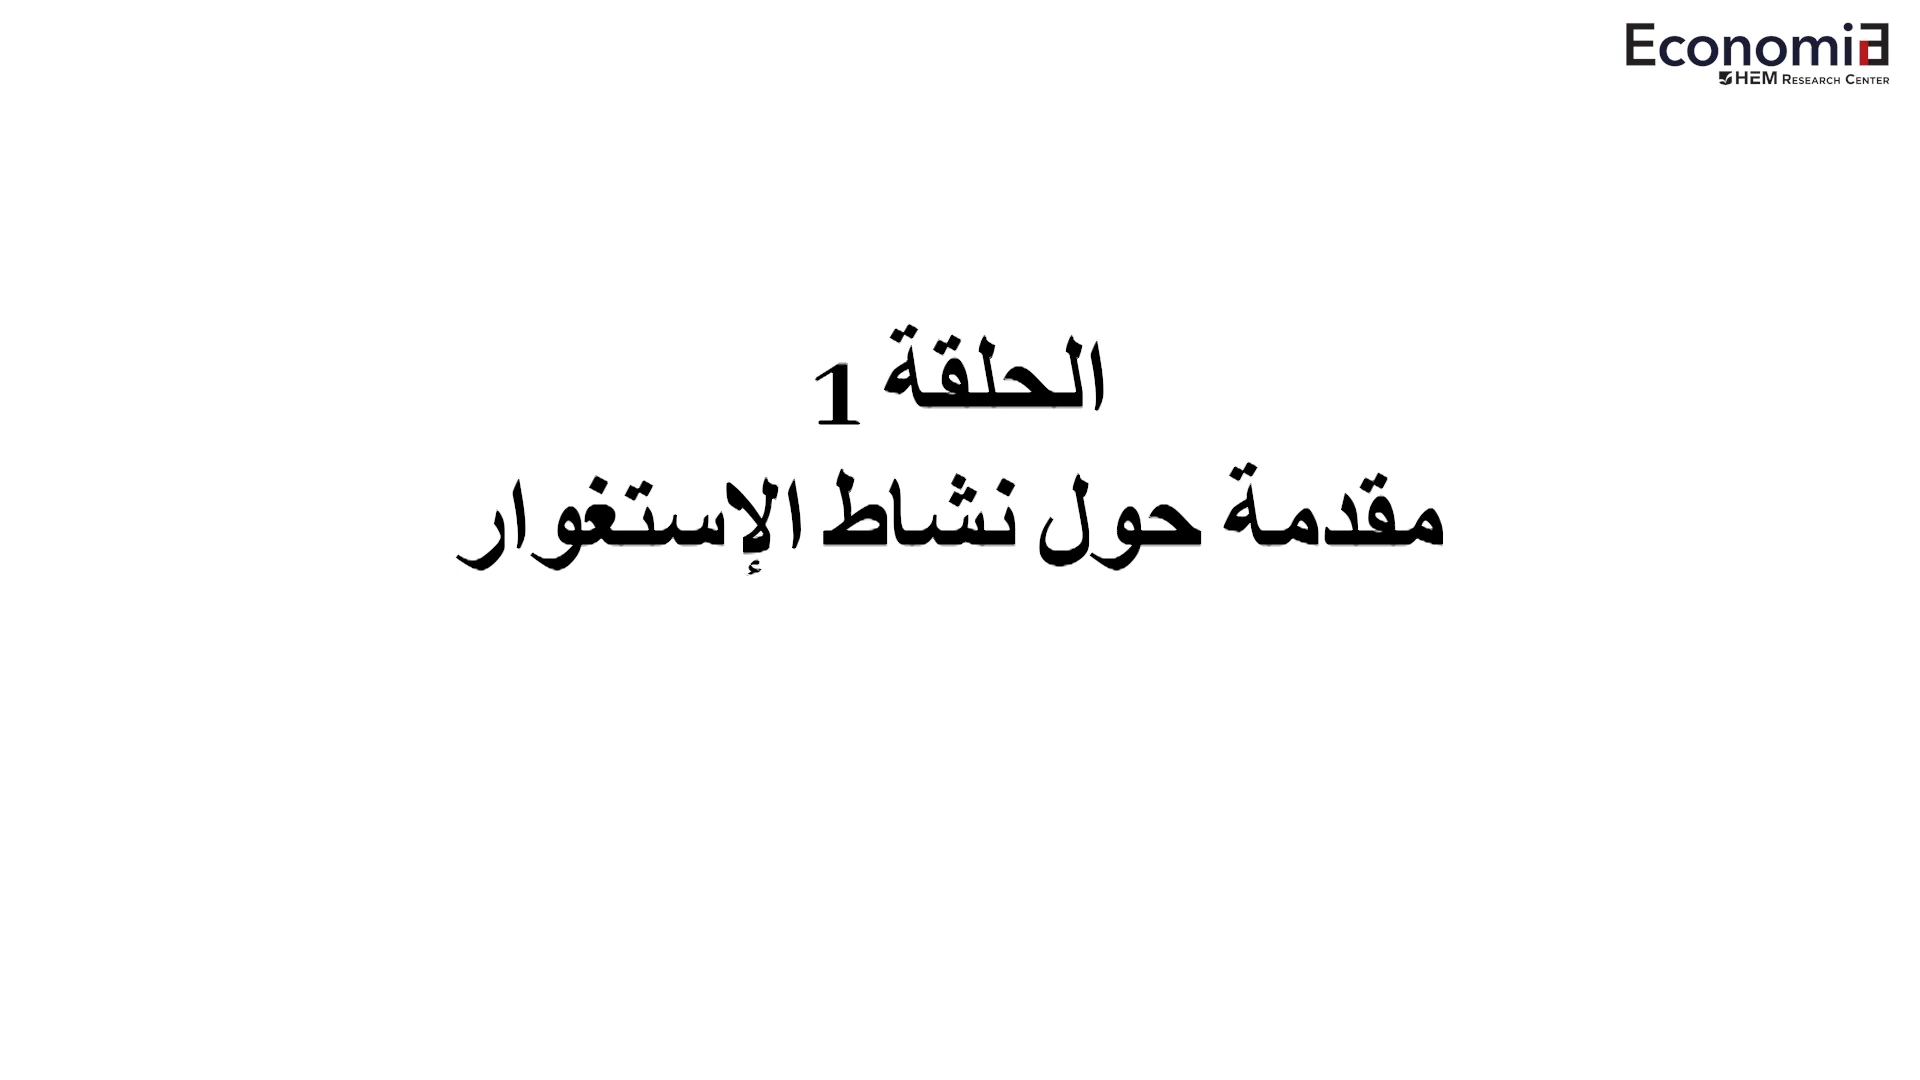 Economia
HEM RESEARCH CENTER
الحلقة 1
مقدمة حول نشاط الإستغوار